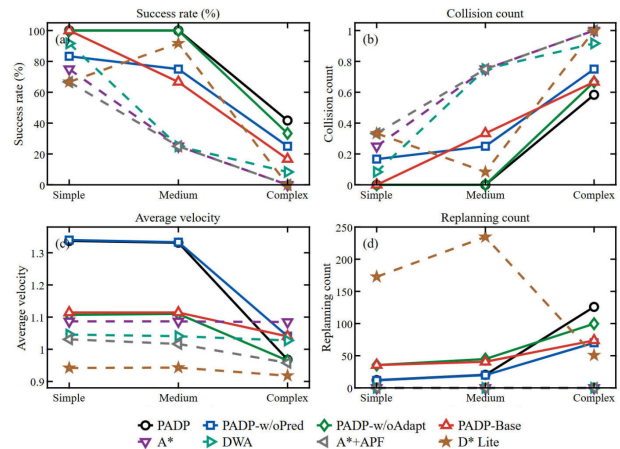 Success rate (%)
(a)
Success rate (%)
100
80
60
40
20
0
Simple Medium Complex
Collision count
(b)
Collision count
1
0.8
0.6
0.4
0.2
0
Simple Medium Complex
Average velocity
(c)
Average velocity
1.3
1.2
1.1
1
0.9
Simple Medium Complex
Replanning count
(d)
Replanning count
250
200
150
100
50
0
Simple Medium Complex
PADP PADP-w/oPred PADP-w/oAdapt PADP-Base
A* DWA A*+APF D* Lite